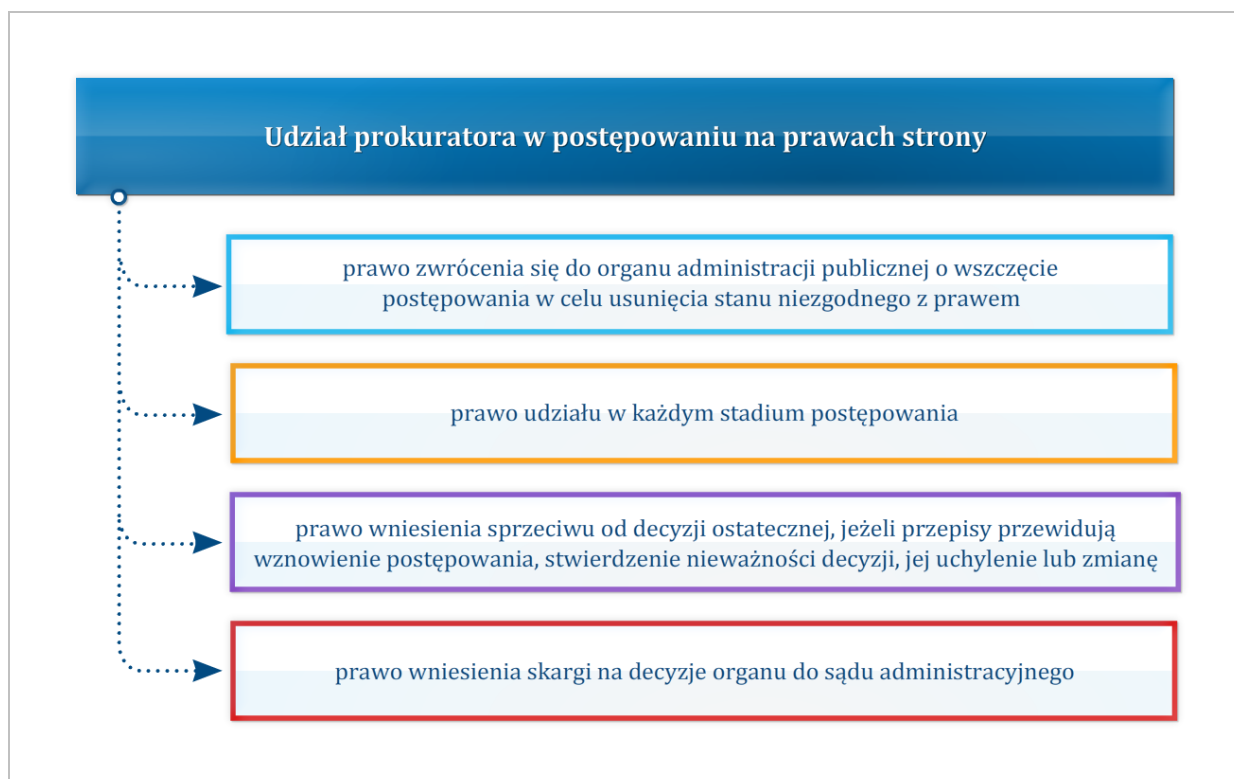 Udział prokuratora w postępowaniu na prawach strony
prawo zwrócenia się do organu administracji publicznej o wszczęcie
postępowania w celu usunięcia stanu niezgodnego z prawem
prawo udziału w każdym stadium postępowania
prawo wniesienia sprzeciwu od decyzji ostatecznej, jeżeli przepisy przewidują
wznowienie postępowania, stwierdzenie nieważności decyzji, jej uchylenie lub zmianę
prawo wniesienia skargi na decyzje organu do sądu administracyjnego